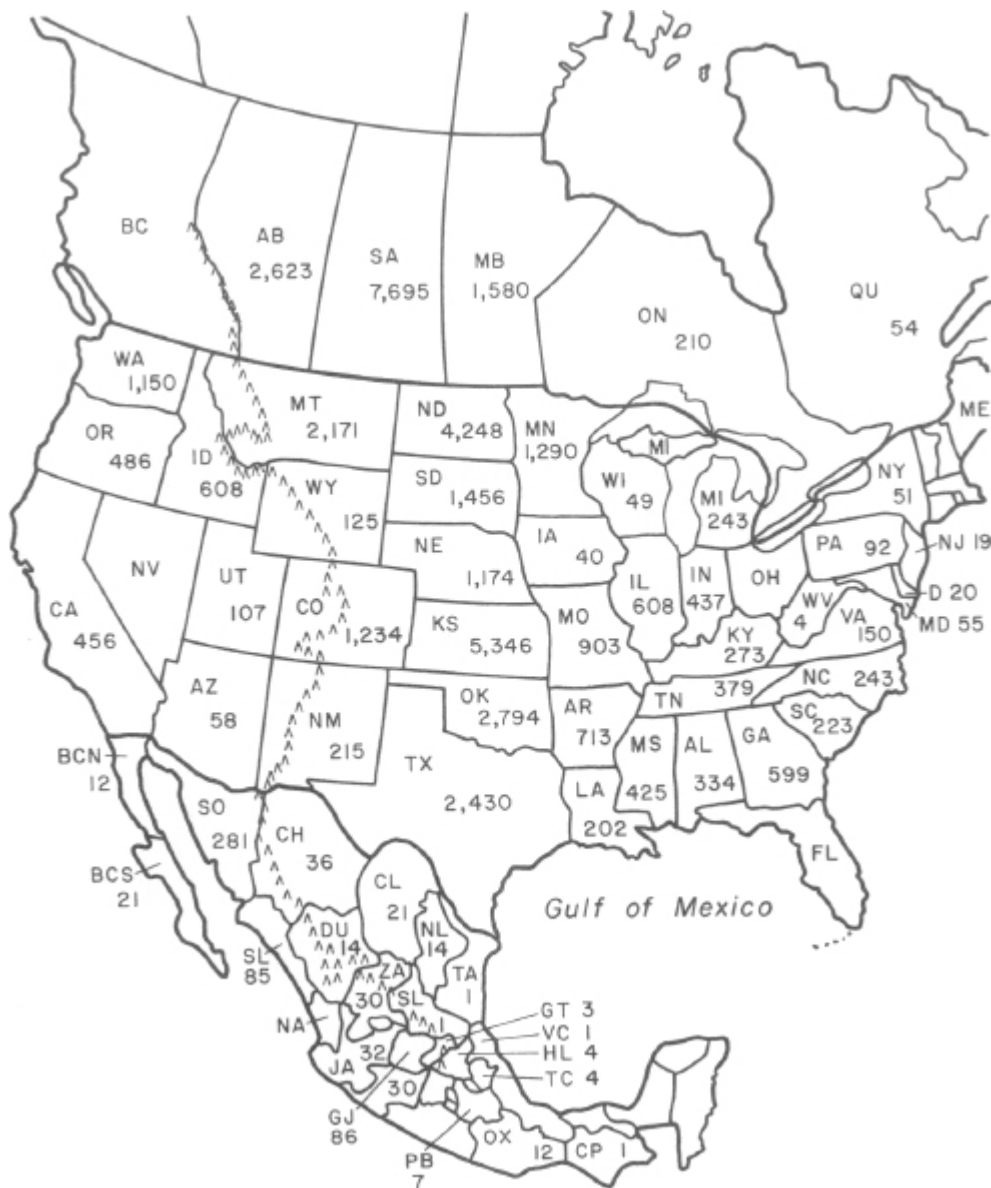 BC
AB
2,623
SA
7,695
MB
1,580
ON
210
QU
54
WA
1,150
MT
2,171
ND
4,248
MN
1,290
MI
ME
OR
486
ID
608
WY
125
SD
1,456
WI
49
MI
243
NY
51
NE
1,174
IA
40
PA
92
NJ 19
CA
456
NV
UT
107
CO
1,234
KS
5,346
MO
903
IL
608
IN
437
OH
WV
4
VA
150
D 20
MD 55
KY
273
AZ
58
NM
215
OK
2,794
AR
713
TN
379
NC
243
SC
223
TX
2,430
LA
202
MS
425
AL
334
GA
599
FL
BCN
12
SO
281
CH
36
BCS
21
CL
21
Gulf of Mexico
SL
85
DU
14
NL
14
ZA
30
SL
1
TA
1
NA
GT 3
VC 1
HL 4
TC 4
JA
32
30
GJ
86
PB
7
OX
12
CP
1